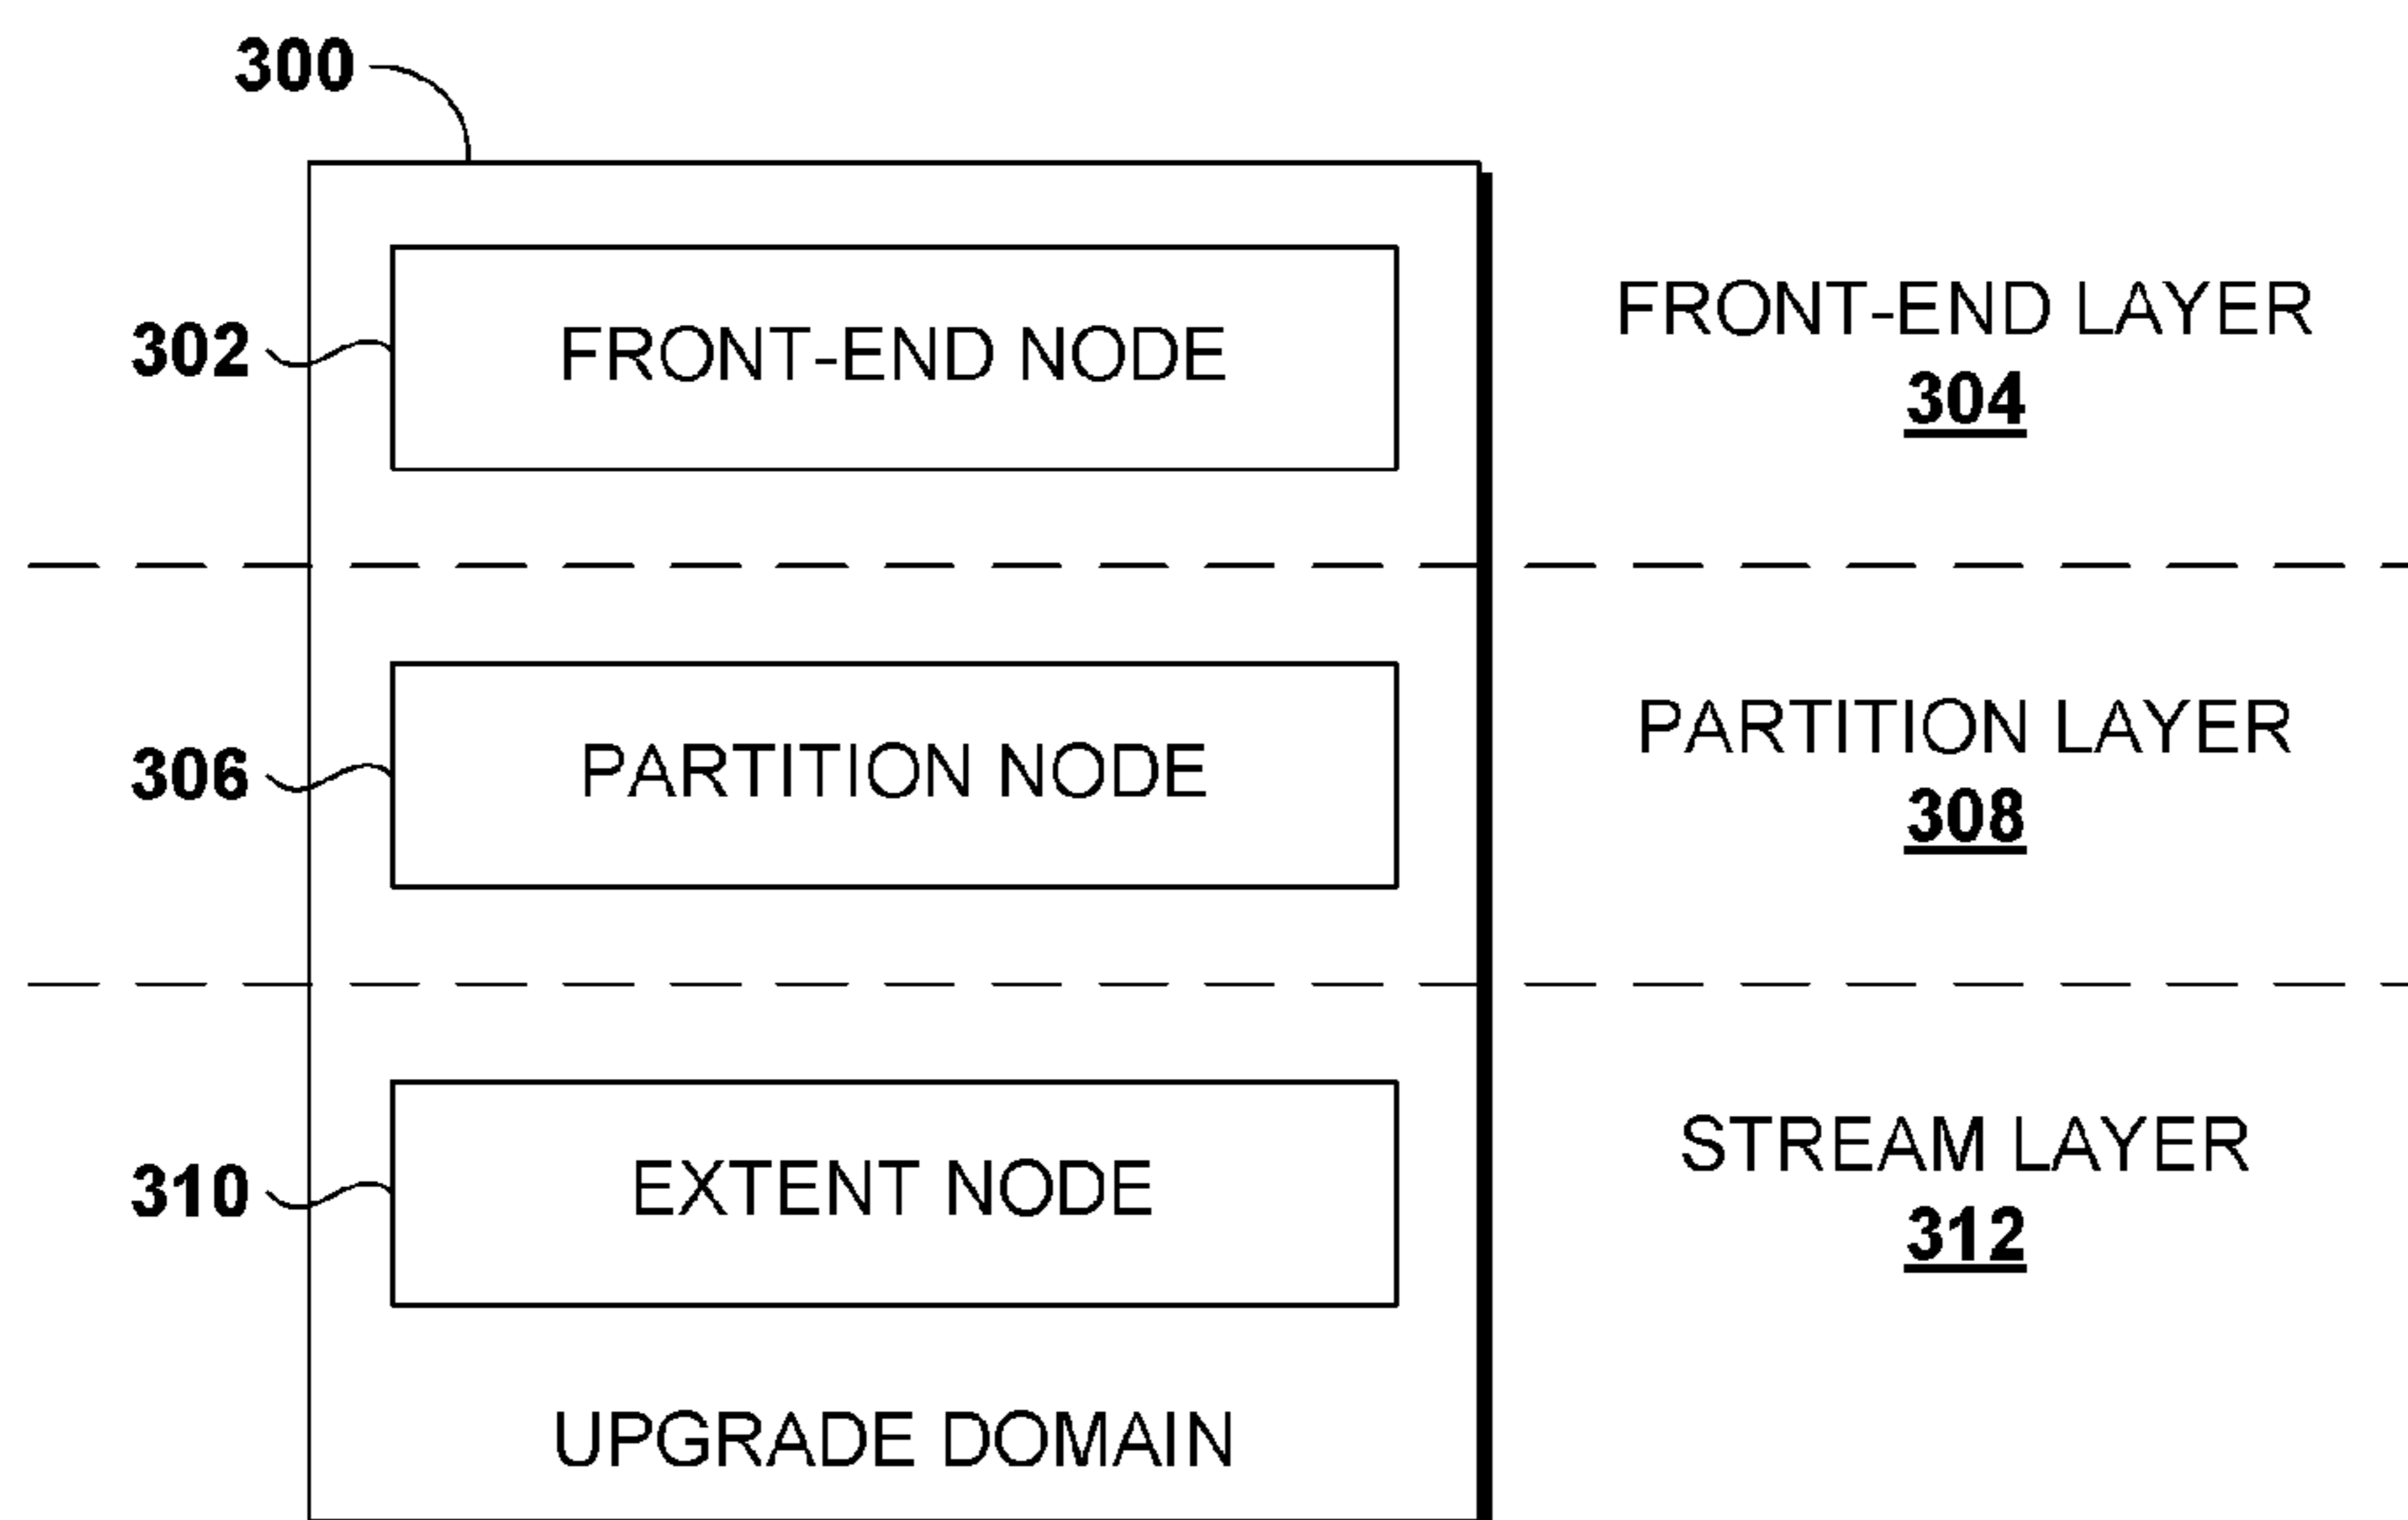 300
302
FRONT-END NODE
FRONT-END LAYER
304
306
PARTITION NODE
PARTITION LAYER
308
310
EXTENT NODE
STREAM LAYER
312
UPGRADE DOMAIN